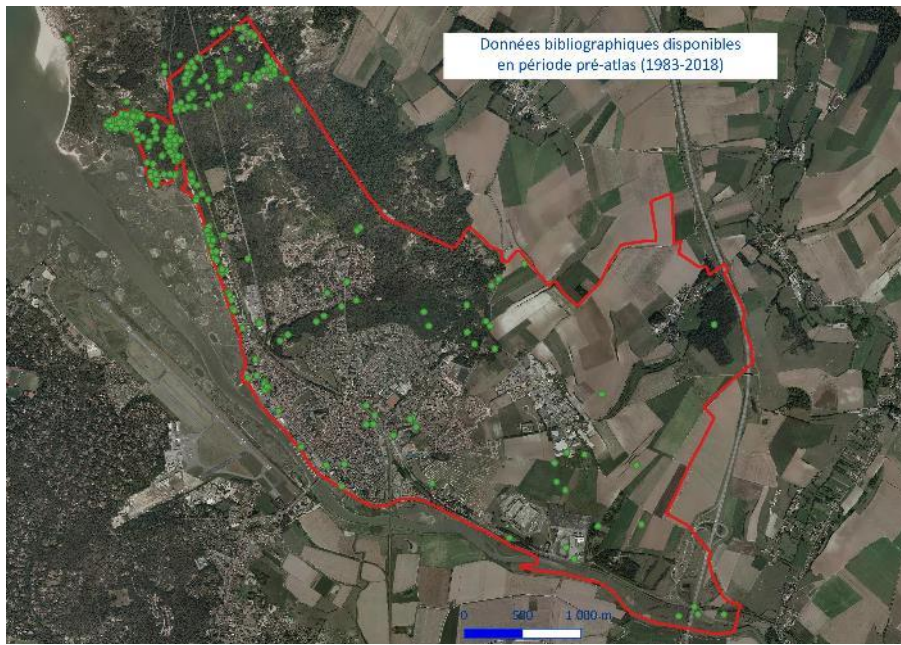 Données bibliographiques disponibles
en période pré-atlas (1983-2018)
0 500 1 000 m